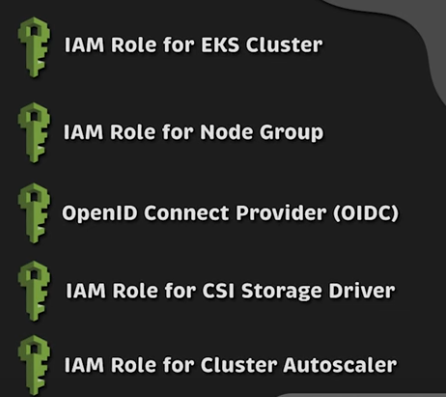 IAM Role for EKS Cluster
IAM Role for Node Group
OpenID Connect Provider (OIDC)
IAM Role for CSI Storage Driver
IAM Role for Cluster Autoscaler